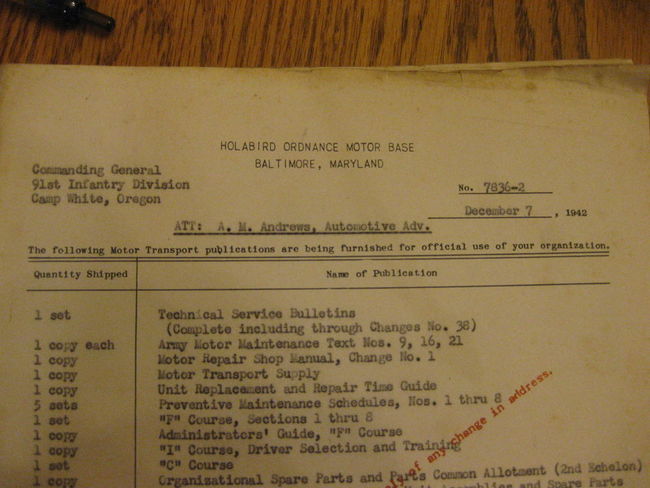 HOLABIRD ORDNANCE MOTOR BASE
BALTIMORE, MARYLAND
Commanding General
91st Infantry Division
Camp White, Oregon
No. 7836-2
December 7, 1942
ATT: A. M. Andrews, Automotive Adv.
The following Motor Transport publications are being furnished for official use of your organization.
Quantity Shipped Name of Publication
1 set Technical Service Bulletins
(Complete including through Changes No. 38)
1 copy each Army Motor Maintenance Text Nos. 9, 16, 21
1 copy Motor Repair Shop Manual, Change No. 1
1 copy Motor Transport Supply
1 copy Unit Replacement and Repair Time Guide
5 sets Preventive Maintenance Schedules, Nos. 1 thru 8
1 set "F" Course, Sections 1 thru 8
1 copy Administrators' Guide, "F" Course
1 copy "I" Course, Driver Selection and Training
1 set "C" Course
1 copy Organizational Spare Parts and Parts Common Allotment (2nd Echelon)
Assemblies and Spare Parts
of any change in address.